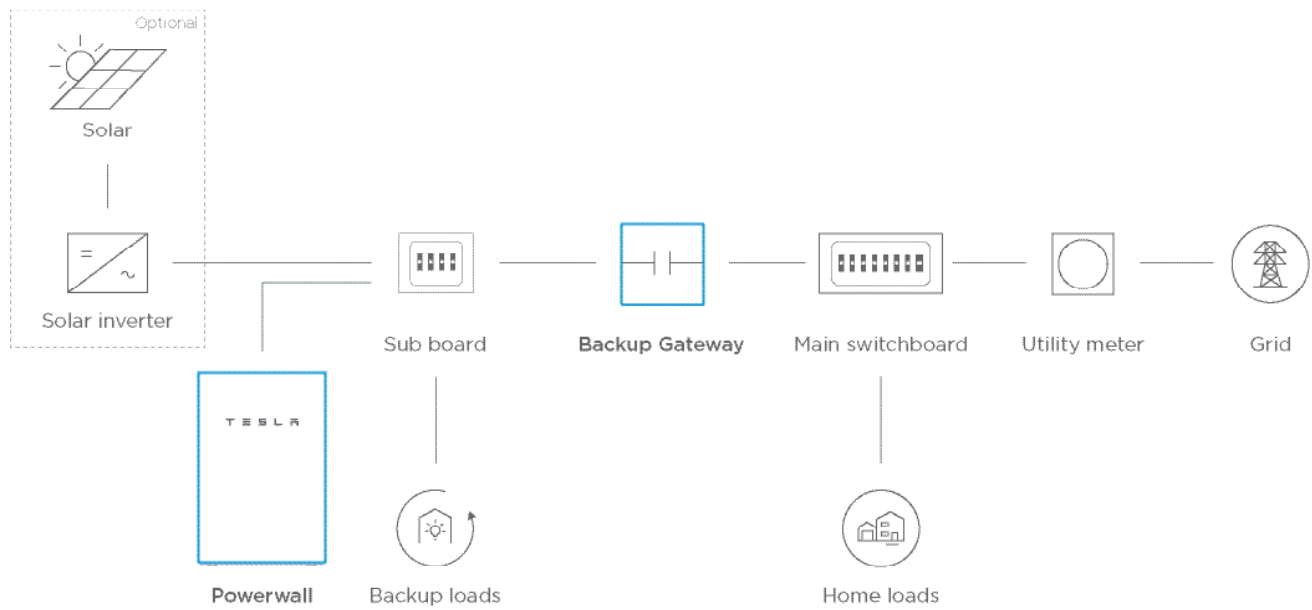 Optional
Solar
Solar inverter
Sub board
Backup Gateway
Main switchboard
Utility meter
Grid
TESLA
Powerwall
Backup loads
Home loads